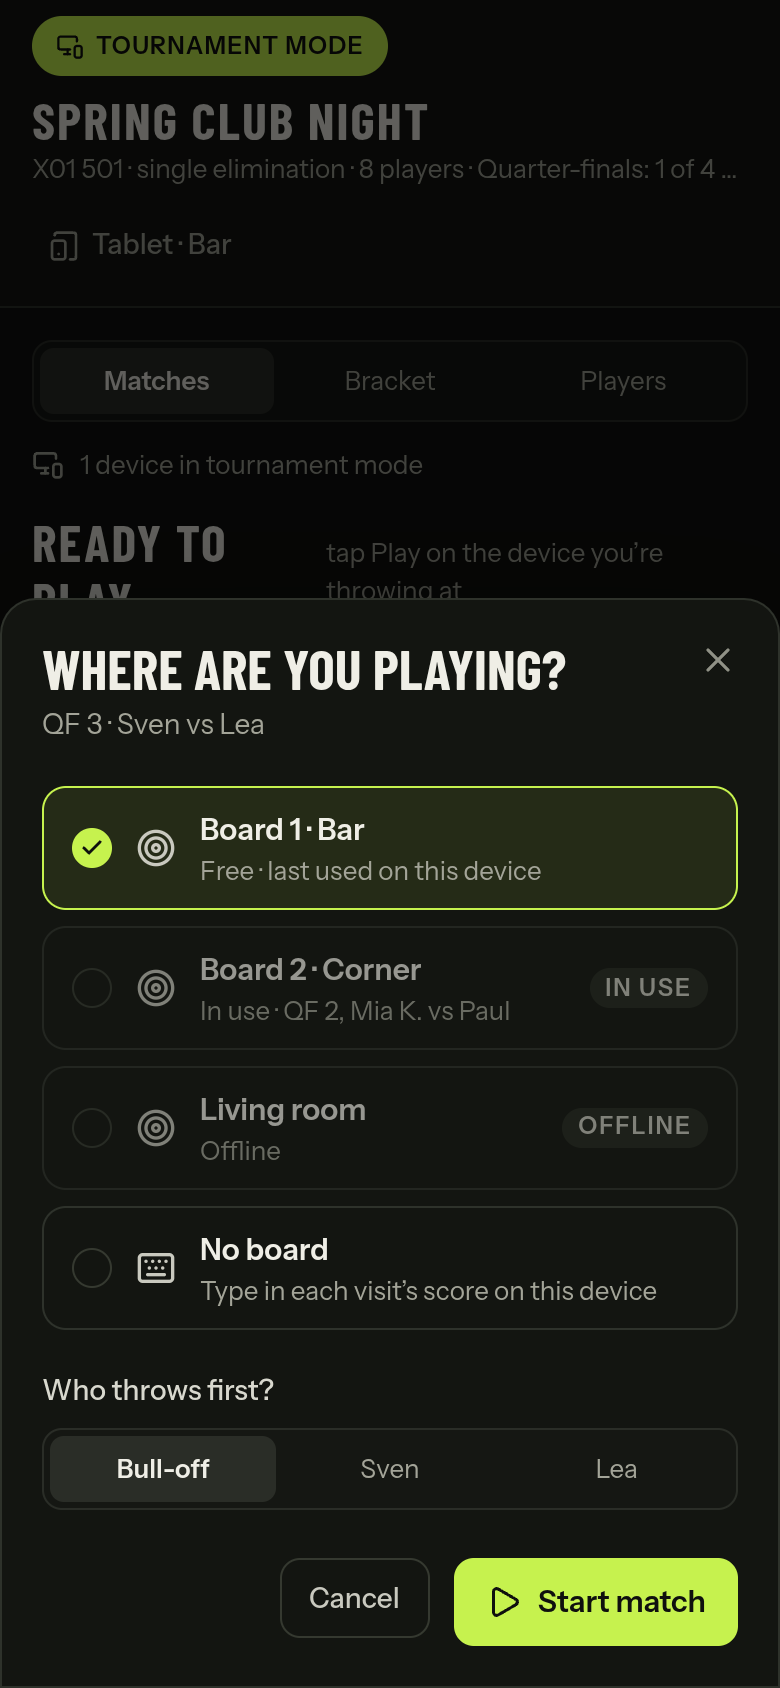 TOURNAMENT MODE
SPRING CLUB NIGHT
X01 501 · single elimination · 8 players · Quarter-finals: 1 of 4 ...
Tablet · Bar
Matches
Bracket
Players
1 device in tournament mode
READY TO
PLAY
tap Play on the device you’re
throwing at
WHERE ARE YOU PLAYING?
QF 3 · Sven vs Lea
Board 1 · Bar
Free · last used on this device
Board 2 · Corner
In use · QF 2, Mia K. vs Paul
IN USE
Living room
Offline
OFFLINE
No board
Type in each visit’s score on this device
Who throws first?
Bull-off
Sven
Lea
Cancel
Start match